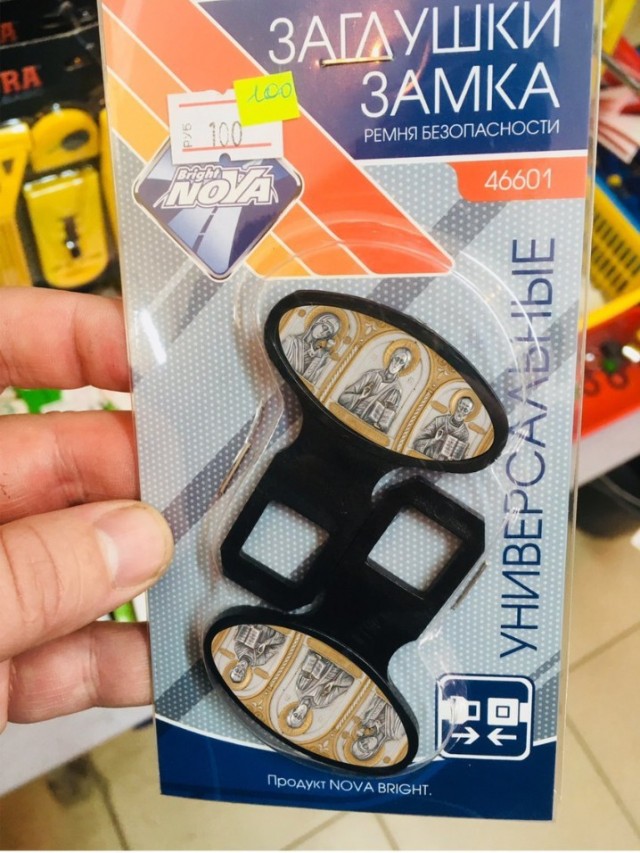 ЗАГЛУШКИ
ЗАМКА
РЕМНЯ БЕЗОПАСНОСТИ
46601
100
РУБ
100
Bright
NOVA
УНИВЕРСАЛЬНЫЕ
Продукт NOVA BRIGHT.